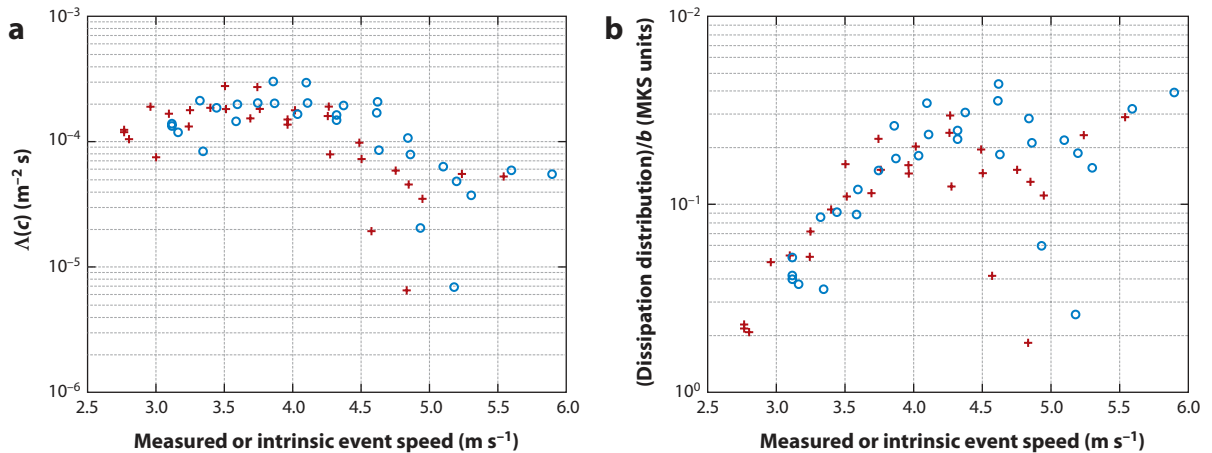 a
10⁻³
10⁻⁴
10⁻⁵
10⁻⁶
Λ(c) (m⁻² s)
2.5 3.0 3.5 4.0 4.5 5.0 5.5 6.0
Measured or intrinsic event speed (m s⁻¹)
b
10⁻²
10⁻¹
10⁰
(Dissipation distribution)/b (MKS units)
2.5 3.0 3.5 4.0 4.5 5.0 5.5 6.0
Measured or intrinsic event speed (m s⁻¹)